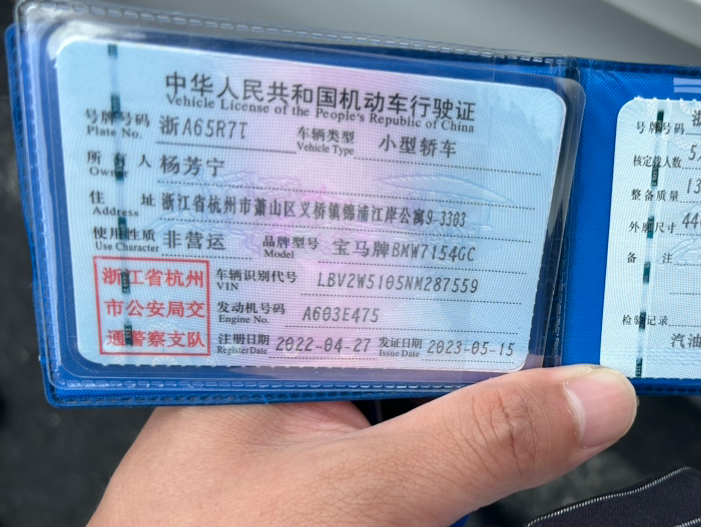 中华人民共和国机动车行驶证
Vehicle License of the People's Republic of China
号牌号码 浙A65R7T 车辆类型 小型轿车
Plate No. Vehicle Type
所有人 杨芳宁
Owner
住址 浙江省杭州市萧山区义桥镇锦浦江岸公寓9-3303
Address
使用性质 非营运 品牌型号 宝马牌BMW7154GC
Use Character Model
浙江省杭州
市公安局交
通警察支队
车辆识别代号 LBV2W5105NM287559
VIN
发动机号码 A603E475
Engine No.
注册日期 2022-04-27 发证日期 2023-05-15
Register Date Issue Date
号牌号码
核定载人数
整备质量
外廓尺寸
备注
检验记录
汽油